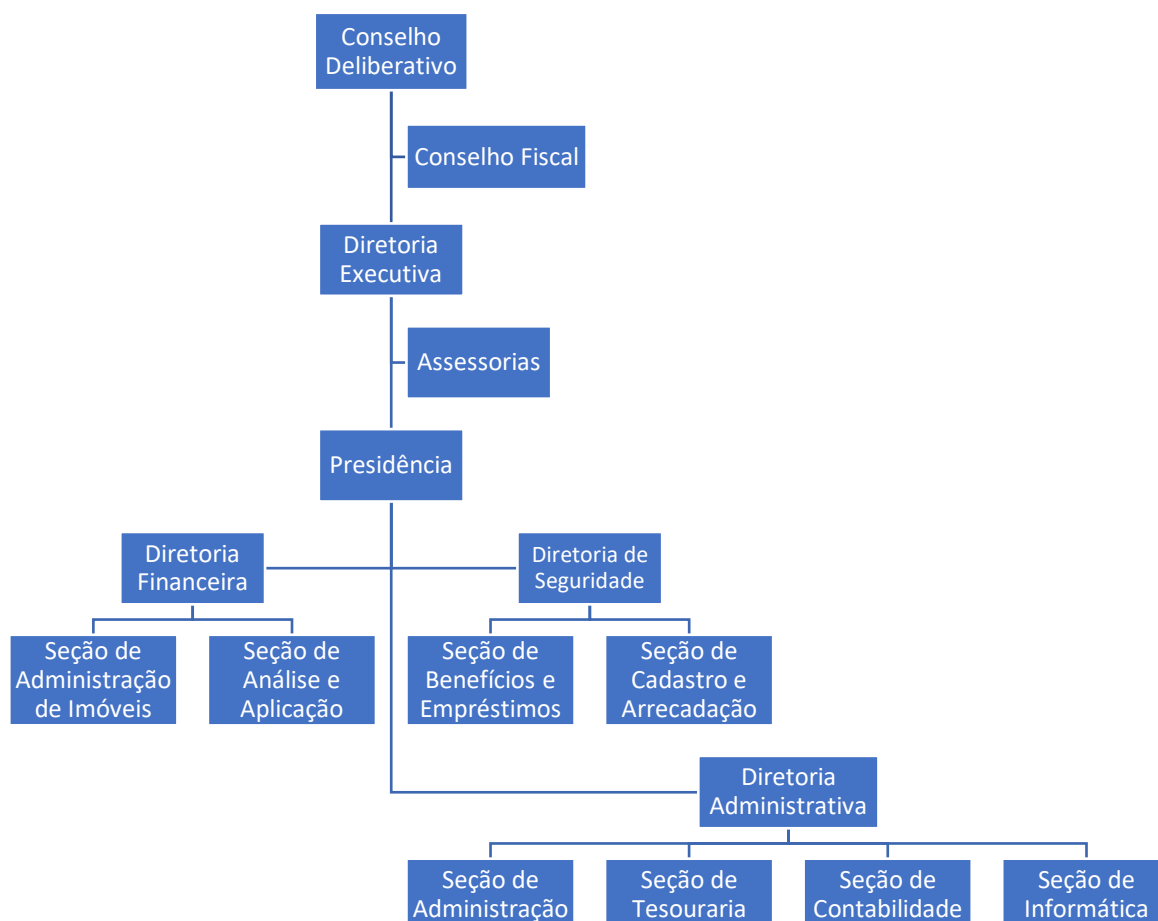 Conselho
Deliberativo
Conselho Fiscal
Diretoria
Executiva
Assessorias
Presidência
Diretoria
Financeira
Diretoria de
Seguridade
Seção de
Administração
de Imóveis
Seção de
Análise e
Aplicação
Seção de
Benefícios e
Empréstimos
Seção de
Cadastro e
Arrecadação
Diretoria
Administrativa
Seção de
Administração
Seção de
Tesouraria
Seção de
Contabilidade
Seção de
Informática